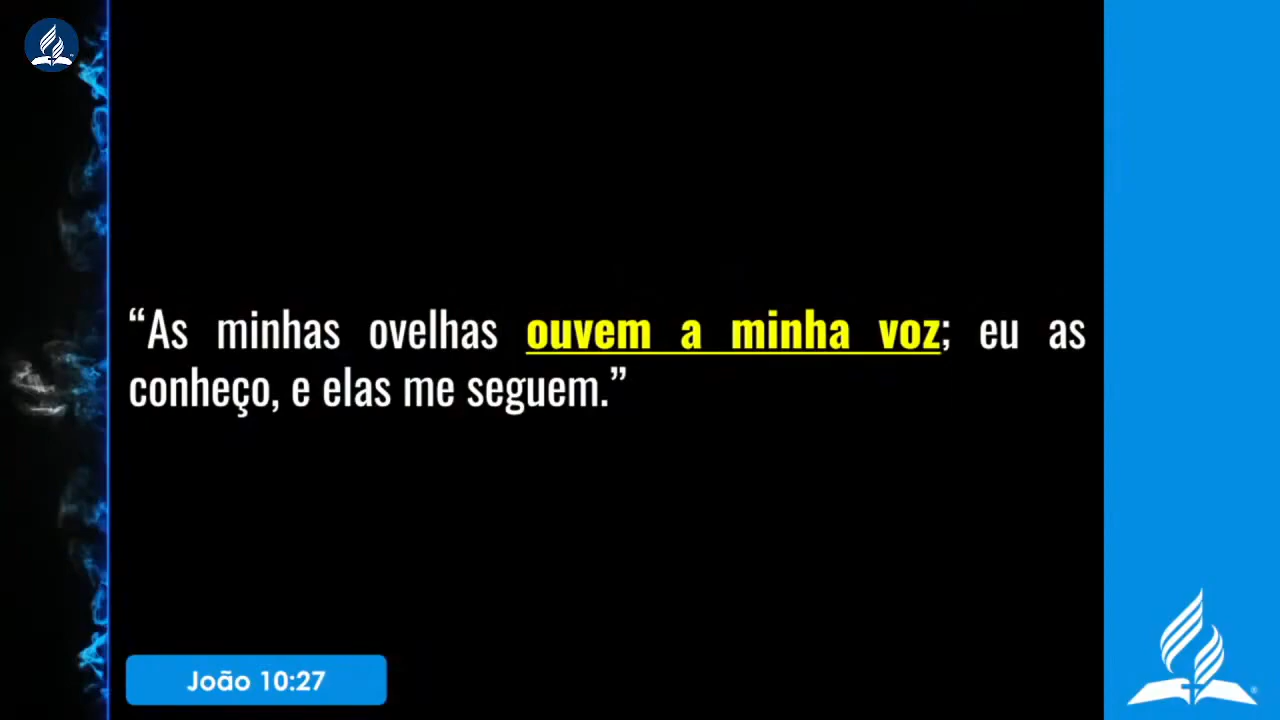 “As minhas ovelhas ouvem a minha voz; eu as
conheço, e elas me seguem.”
João 10:27